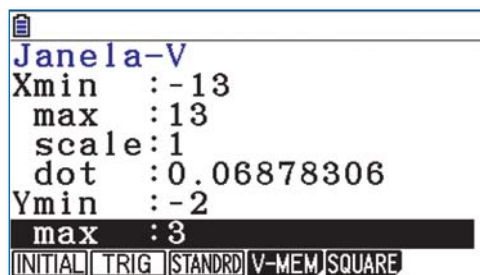 Janela-V
Xmin :-13
max :13
scale:1
dot :0.06878306
Ymin :-2
max :3
INITIAL TRIG STANDRD V-MEM SQUARE